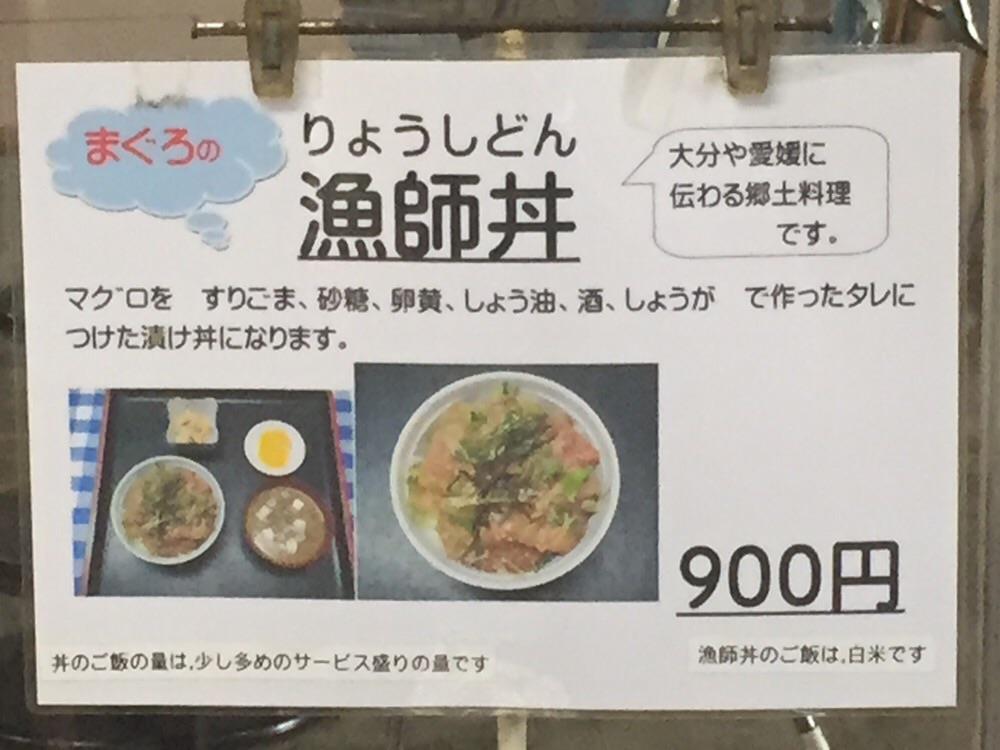 まぐろの
りょうしどん
漁師丼
大分や愛媛に
伝わる郷土料理
です。
マグロを　すりごま、砂糖、卵黄、しょう油、酒、しょうが　で作ったタレに
つけた漬け丼になります。
900円
丼のご飯の量は,少し多めのサービス盛りの量です
漁師丼のご飯は,白米です